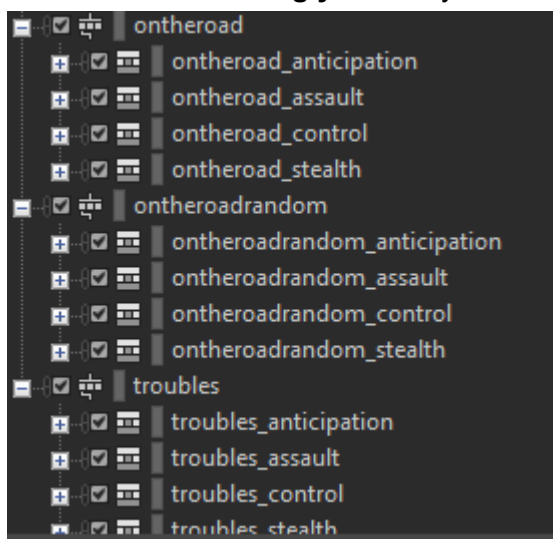 ontheroad
ontheroad_anticipation
ontheroad_assault
ontheroad_control
ontheroad_stealth
ontheroadrandom
ontheroadrandom_anticipation
ontheroadrandom_assault
ontheroadrandom_control
ontheroadrandom_stealth
troubles
troubles_anticipation
troubles_assault
troubles_control
troubles_stealth